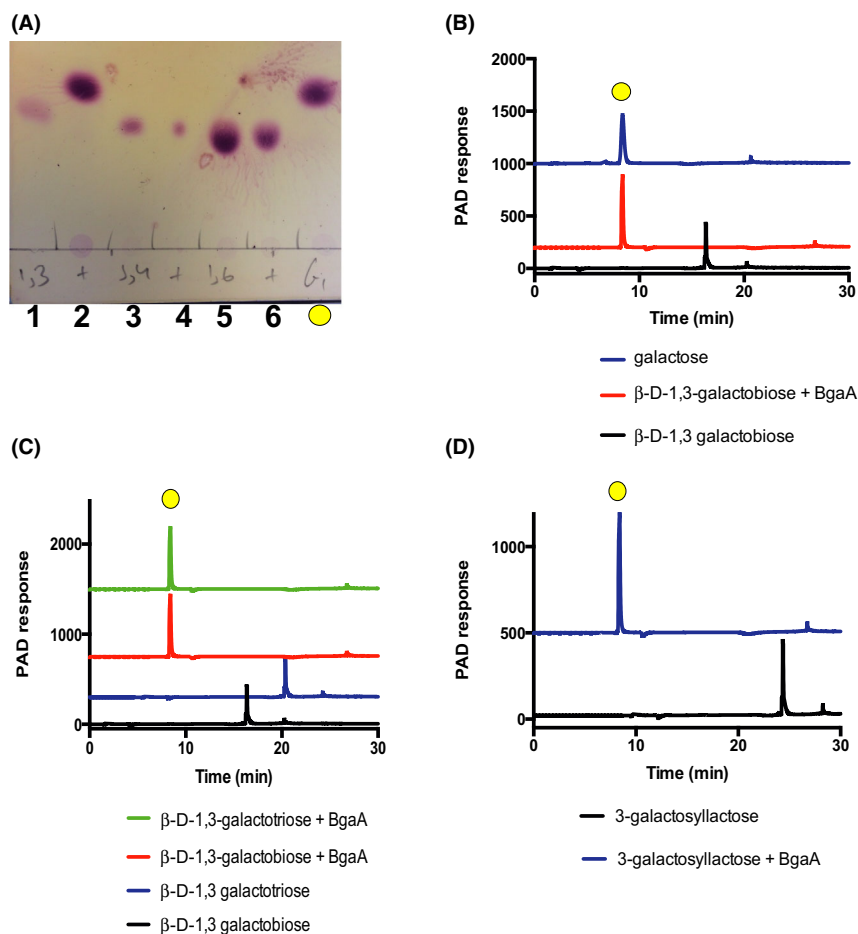 (A)
1,3 + 1,4 + 1,6 + G1
1 2 3 4 5 6
(B)
2000
1500
1000
500
0
PAD response
0 10 20 30
Time (min)
galactose
β-D-1,3-galactobiose + BgaA
β-D-1,3 galactobiose
(C)
2000
1000
0
PAD response
0 10 20 30
Time (min)
β-D-1,3-galactotriose + BgaA
β-D-1,3-galactobiose + BgaA
β-D-1,3 galactotriose
β-D-1,3 galactobiose
(D)
1000
500
0
PAD response
0 10 20 30
Time (min)
3-galactosyllactose
3-galactosyllactose + BgaA